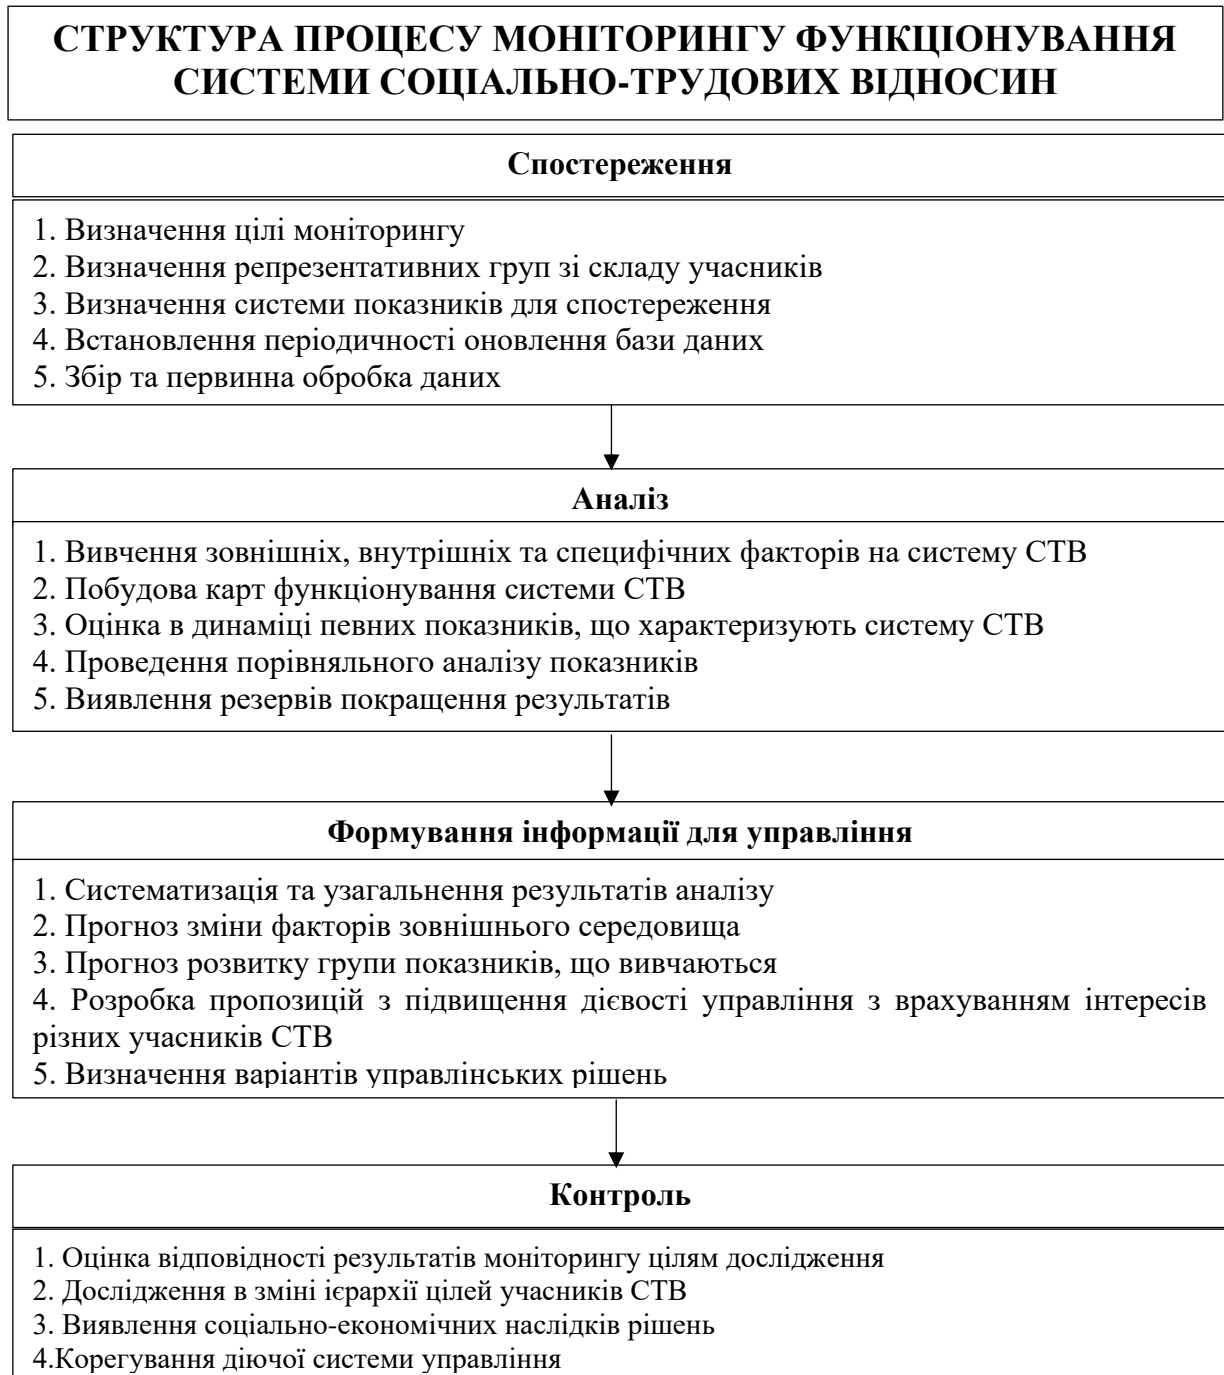 СТРУКТУРА ПРОЦЕСУ МОНІТОРИНГУ ФУНКЦІОНУВАННЯ
СИСТЕМИ СОЦІАЛЬНО-ТРУДОВИХ ВІДНОСИН
Спостереження
1. Визначення цілі моніторингу
2. Визначення репрезентативних груп зі складу учасників
3. Визначення системи показників для спостереження
4. Встановлення періодичності оновлення бази даних
5. Збір та первинна обробка даних
Аналіз
1. Вивчення зовнішніх, внутрішніх та специфічних факторів на систему СТВ
2. Побудова карт функціонування системи СТВ
3. Оцінка в динаміці певних показників, що характеризують систему СТВ
4. Проведення порівняльного аналізу показників
5. Виявлення резервів покращення результатів
Формування інформації для управління
1. Систематизація та узагальнення результатів аналізу
2. Прогноз зміни факторів зовнішнього середовища
3. Прогноз розвитку групи показників, що вивчаються
4. Розробка пропозицій з підвищення дієвості управління з врахуванням інтересів
різних учасників СТВ
5. Визначення варіантів управлінських рішень
Контроль
1. Оцінка відповідності результатів моніторингу цілям дослідження
2. Дослідження в зміні ієрархії цілей учасників СТВ
3. Виявлення соціально-економічних наслідків рішень
4.Корегування діючої системи управління